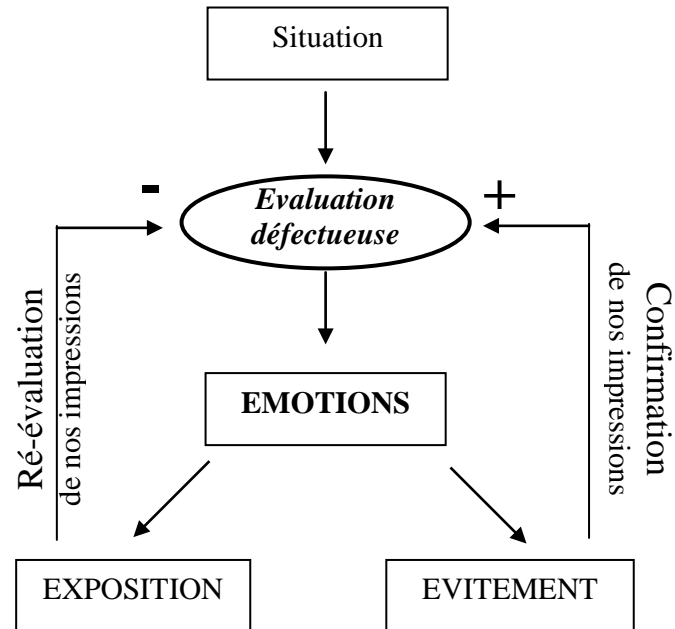 Situation
-
+
Evaluation
défectueuse
Ré-évaluation
de nos impressions
Confirmation
de nos impressions
EMOTIONS
EXPOSITION
EVITEMENT